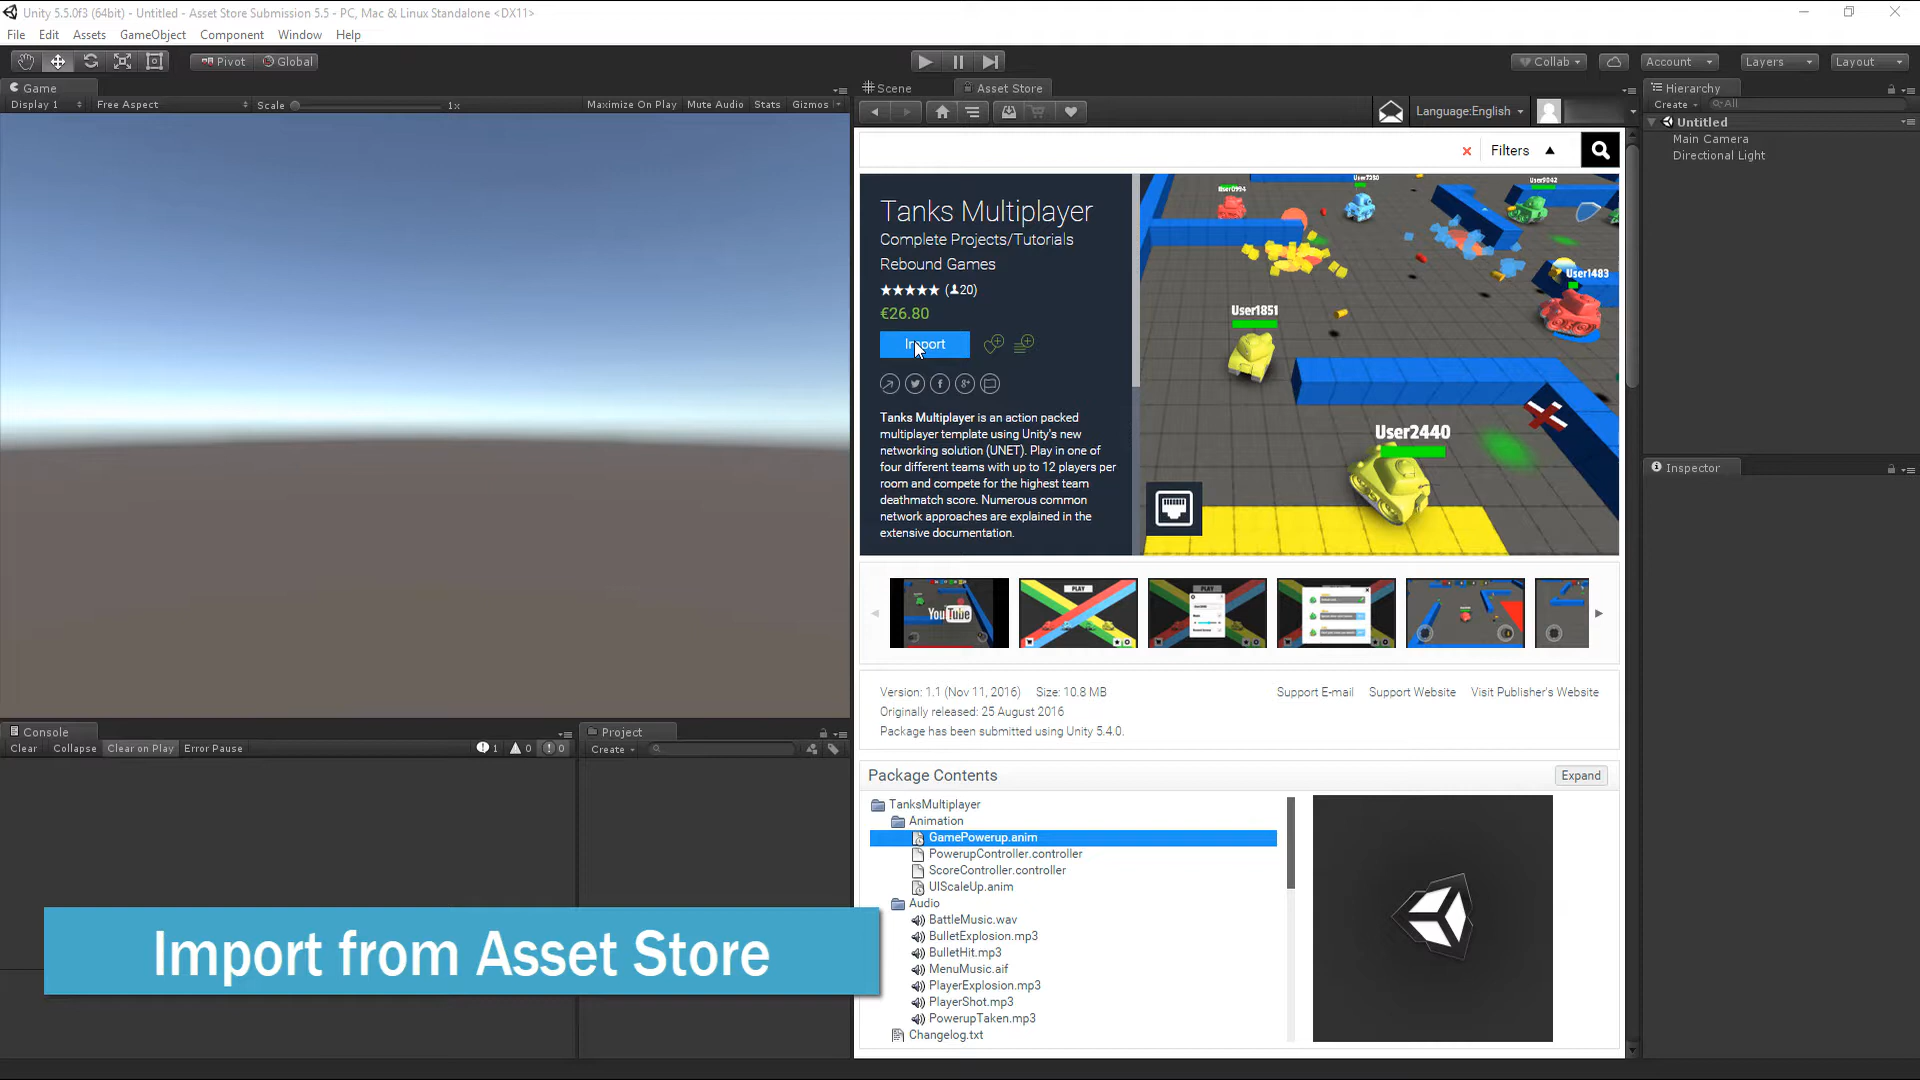 Unity 5.5.0f3 (64bit) - Untitled - Asset Store Submission 5.5 - PC, Mac & Linux Standalone <DX11>
File Edit Assets GameObject Component Window Help
Pivot Global
Collab Account Layers Layout
Game
Display 1 Free Aspect Scale 1x Maximize On Play Mute Audio Stats Gizmos
Scene Asset Store
Language:English
Filters
Tanks Multiplayer
Complete Projects/Tutorials
Rebound Games
★★★★★ (20)
€26.80
Import
Tanks Multiplayer is an action packed
multiplayer template using Unity's new
networking solution (UNET). Play in one of
four different teams with up to 12 players per
room and compete for the highest team
deathmatch score. Numerous common
network approaches are explained in the
extensive documentation.
User1483
User1851
User2440
YouTube
PLAY
PLAY
Version: 1.1 (Nov 11, 2016) Size: 10.8 MB
Originally released: 25 August 2016
Package has been submitted using Unity 5.4.0.
Support E-mail Support Website Visit Publisher's Website
Package Contents
Expand
TanksMultiplayer
Animation
GamePowerup.anim
PowerupController.controller
ScoreController.controller
UIScaleUp.anim
Audio
BattleMusic.wav
BulletExplosion.mp3
BulletHit.mp3
MenuMusic.aif
PlayerExplosion.mp3
PlayerShot.mp3
PowerupTaken.mp3
Changelog.txt
Hierarchy
Create All
Untitled
Main Camera
Directional Light
Inspector
Console
Clear Collapse Clear on Play Error Pause 1 0 0
Project
Create
Import from Asset Store